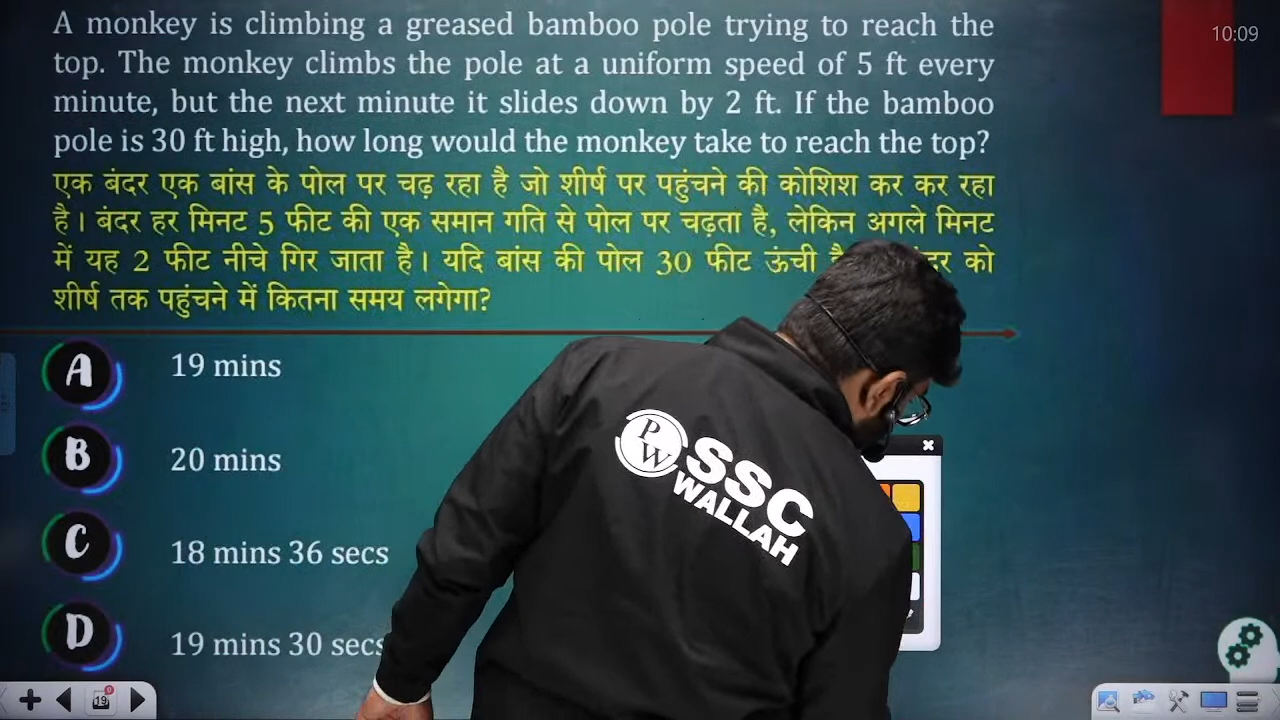 A monkey is climbing a greased bamboo pole trying to reach the
top. The monkey climbs the pole at a uniform speed of 5 ft every
minute, but the next minute it slides down by 2 ft. If the bamboo
pole is 30 ft high, how long would the monkey take to reach the top?
एक बंदर एक बांस के पोल पर चढ़ रहा है जो शीर्ष पर पहुंचने की कोशिश कर कर रहा
है। बंदर हर मिनट 5 फीट की एक समान गति से पोल पर चढ़ता है, लेकिन अगले मिनट
में यह 2 फीट नीचे गिर जाता है। यदि बांस की पोल 30 फीट ऊंची को
शीर्ष तक पहुंचने में कितना समय लगेगा?
A 19 mins
B 20 mins
C 18 mins 36 secs
D 19 mins 30 secs
10:09
PW
SSC
WALLAH
19